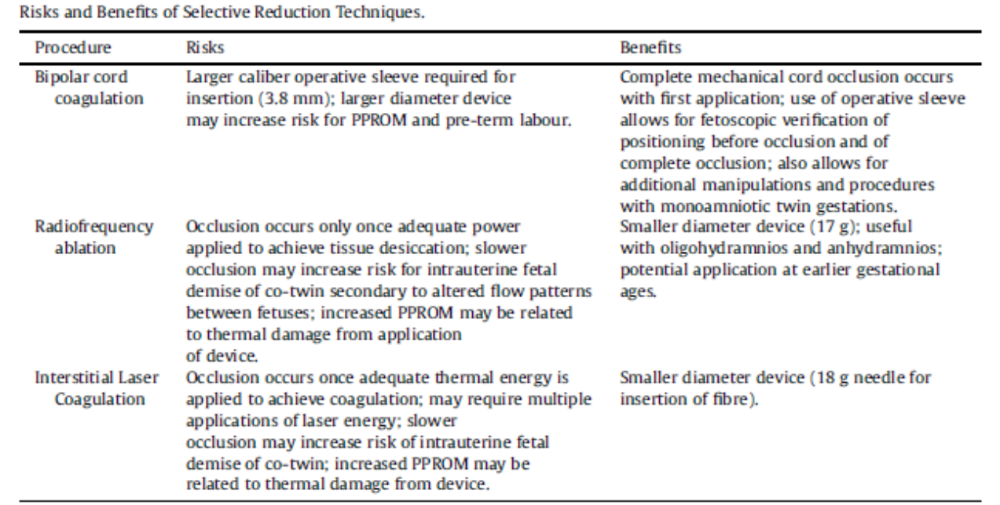 Risks and Benefits of Selective Reduction Techniques.
Procedure Risks Benefits
Bipolar cord coagulation
Larger caliber operative sleeve required for
insertion (3.8 mm); larger diameter device
may increase risk for PPROM and pre-term labour.
Complete mechanical cord occlusion occurs
with first application; use of operative sleeve
allows for fetoscopic verification of
positioning before occlusion and of
complete occlusion; also allows for
additional manipulations and procedures
with monoamniotic twin gestations.
Radiofrequency
ablation
Occlusion occurs only once adequate power
applied to achieve tissue desiccation; slower
occlusion may increase risk for intrauterine fetal
demise of co-twin secondary to altered flow patterns
between fetuses; increased PPROM may be related
to thermal damage from application
of device.
Smaller diameter device (17 g); useful
with oligohydramnios and anhydramnios;
potential application at earlier gestational
ages.
Interstitial Laser
Coagulation
Occlusion occurs once adequate thermal energy is
applied to achieve coagulation; may require multiple
applications of laser energy; slower
occlusion may increase risk of intrauterine fetal
demise of co-twin; increased PPROM may be
related to thermal damage from device.
Smaller diameter device (18 g needle for
insertion of fibre).